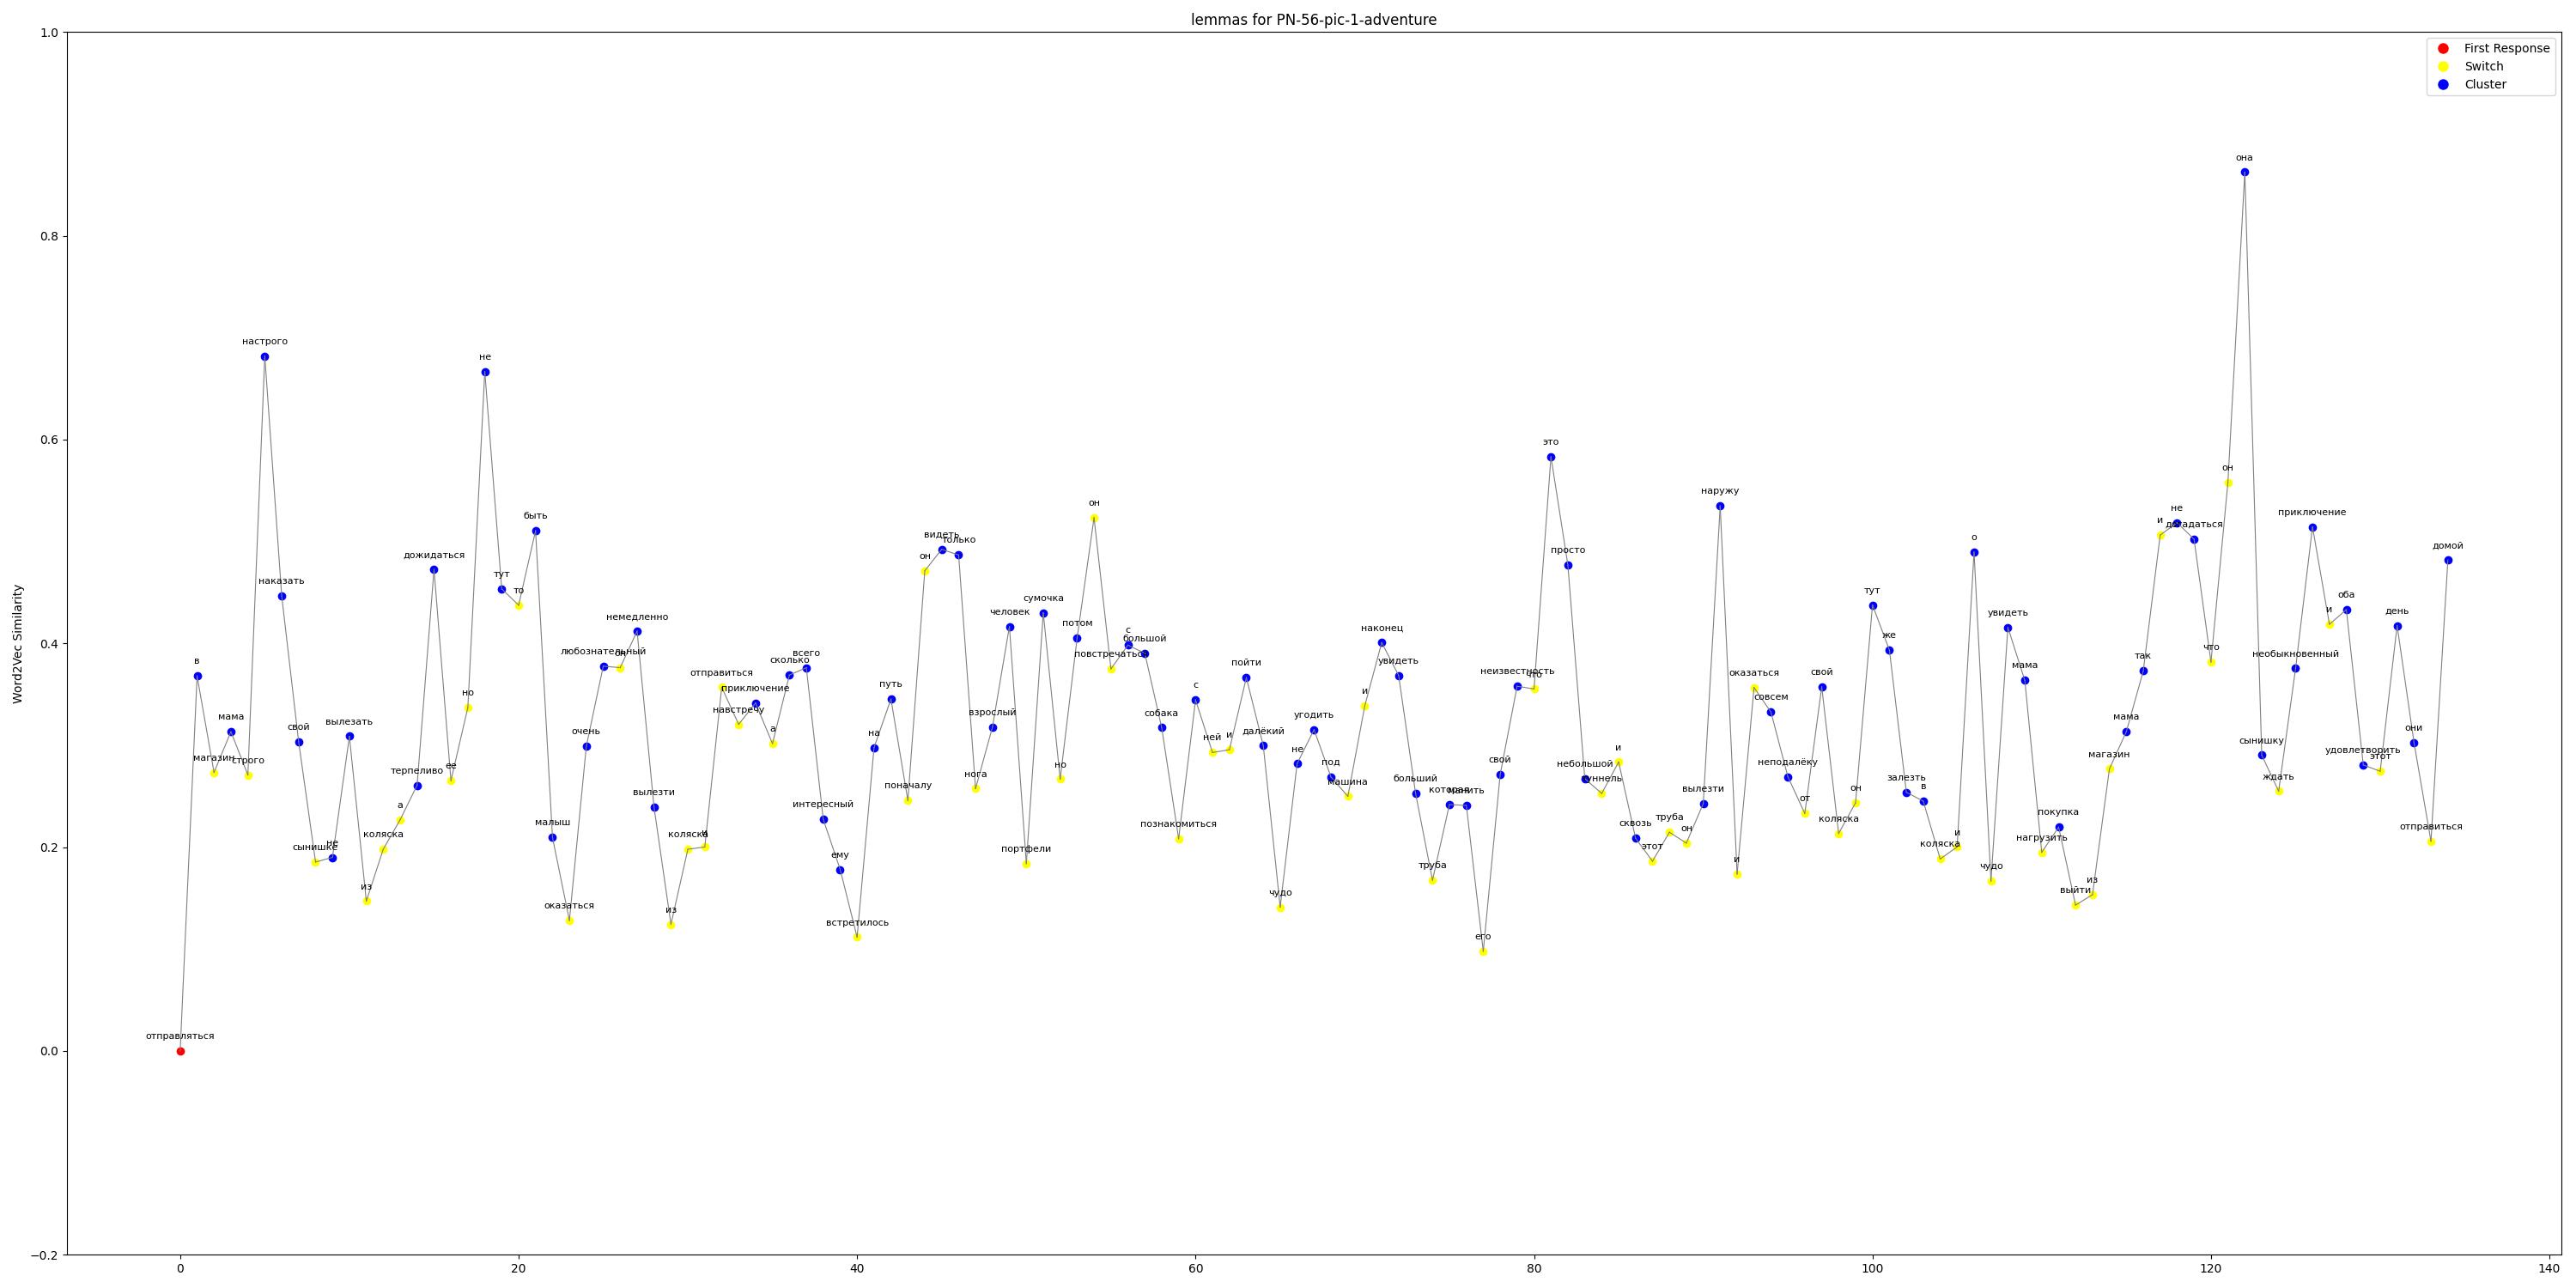 lemmas for PN-56-pic-1-adventure
First Response
Switch
Cluster
Word2Vec Similarity
1.0
0.8
0.6
0.4
0.2
0.0
−0.2
0
20
40
60
80
100
120
140
отправляться
в
магазин
мама
строго
настрого
наказать
свой
сынишке
не
вылезать
из
коляска
а
терпеливо
дожидаться
ее
но
не
тут
то
быть
малыш
оказаться
очень
любознательный
он
немедленно
вылезти
из
коляска
и
отправиться
навстречу
приключение
а
сколько
всего
интересный
ему
встретилось
на
путь
поначалу
он
видеть
только
нога
взрослый
человек
портфели
сумочка
но
потом
он
повстречаться
с
большой
собака
познакомиться
с
ней
и
пойти
далёкий
чудо
не
угодить
под
машина
и
наконец
увидеть
больший
труба
которая
манить
его
свой
неизвестность
что
это
просто
небольшой
туннель
и
сквозь
этот
труба
он
вылезти
наружу
и
оказаться
совсем
неподалёку
от
свой
коляска
он
тут
же
залезть
в
коляска
и
о
чудо
увидеть
мама
нагрузить
покупка
выйти
из
магазин
мама
так
и
не
догадаться
что
он
она
сынишку
ждать
необыкновенный
приключение
и
оба
удовлетворить
этот
день
они
отправиться
домой